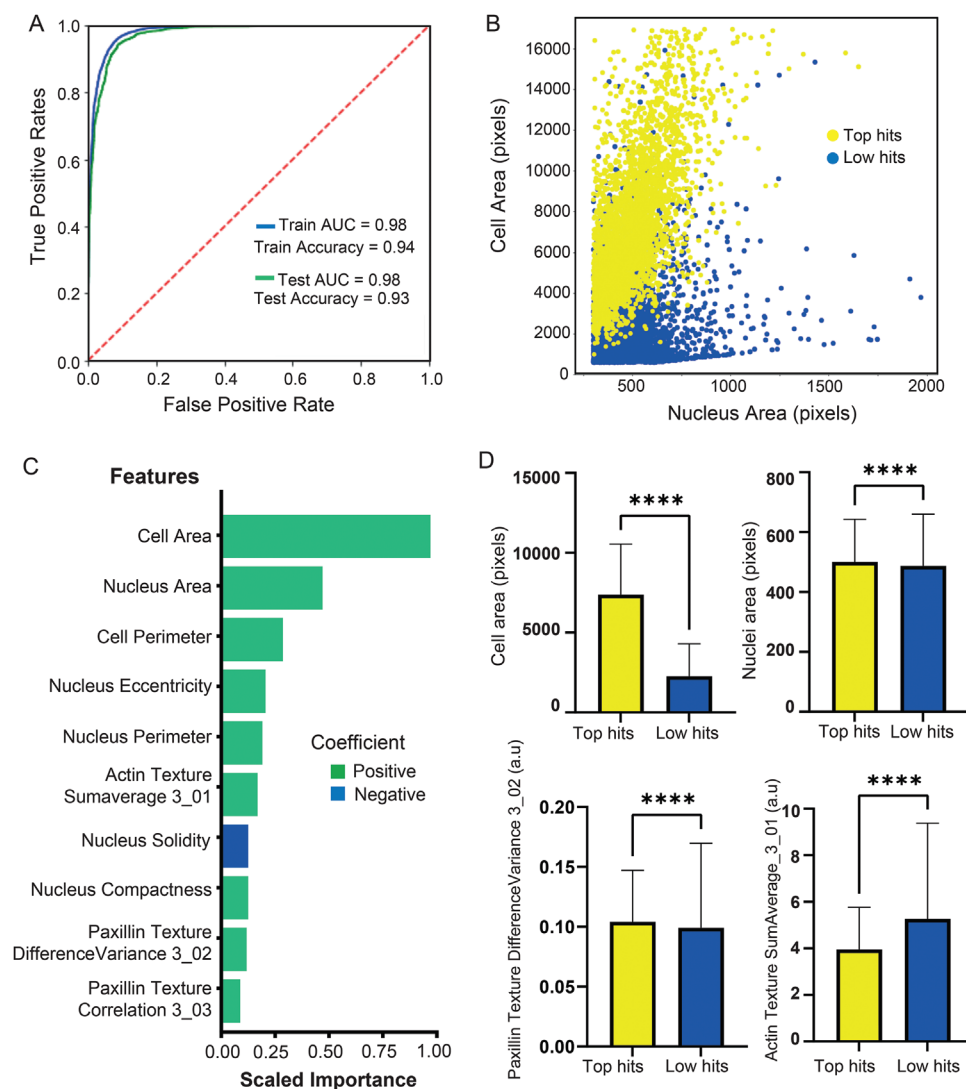 A
True Positive Rates
1.0
0.8
0.6
0.4
0.2
0.0
Train AUC = 0.98
Train Accuracy = 0.94
Test AUC = 0.98
Test Accuracy = 0.93
0.0 0.2 0.4 0.6 0.8 1.0
False Positive Rate
B
Cell Area (pixels)
16000
14000
12000
10000
8000
6000
4000
2000
0
Top hits
Low hits
500 1000 1500 2000
Nucleus Area (pixels)
C
Features
Cell Area
Nucleus Area
Cell Perimeter
Nucleus Eccentricity
Nucleus Perimeter
Actin Texture
Sumaverage 3_01
Nucleus Solidity
Nucleus Compactness
Paxillin Texture
DifferenceVariance 3_02
Paxillin Texture
Correlation 3_03
Coefficient
Positive
Negative
0.00 0.25 0.50 0.75 1.00
Scaled Importance
D
Cell area (pixels)
15000
10000
5000
0
****
Top hits Low hits
Nuclei area (pixels)
800
600
400
200
0
****
Top hits Low hits
Paxillin Texture DifferenceVariance 3_02 (a.u)
0.20
0.15
0.10
0.05
0.00
****
Top hits Low hits
Actin Texture SumAverage_3_01 (a.u)
10
8
6
4
2
0
****
Top hits Low hits